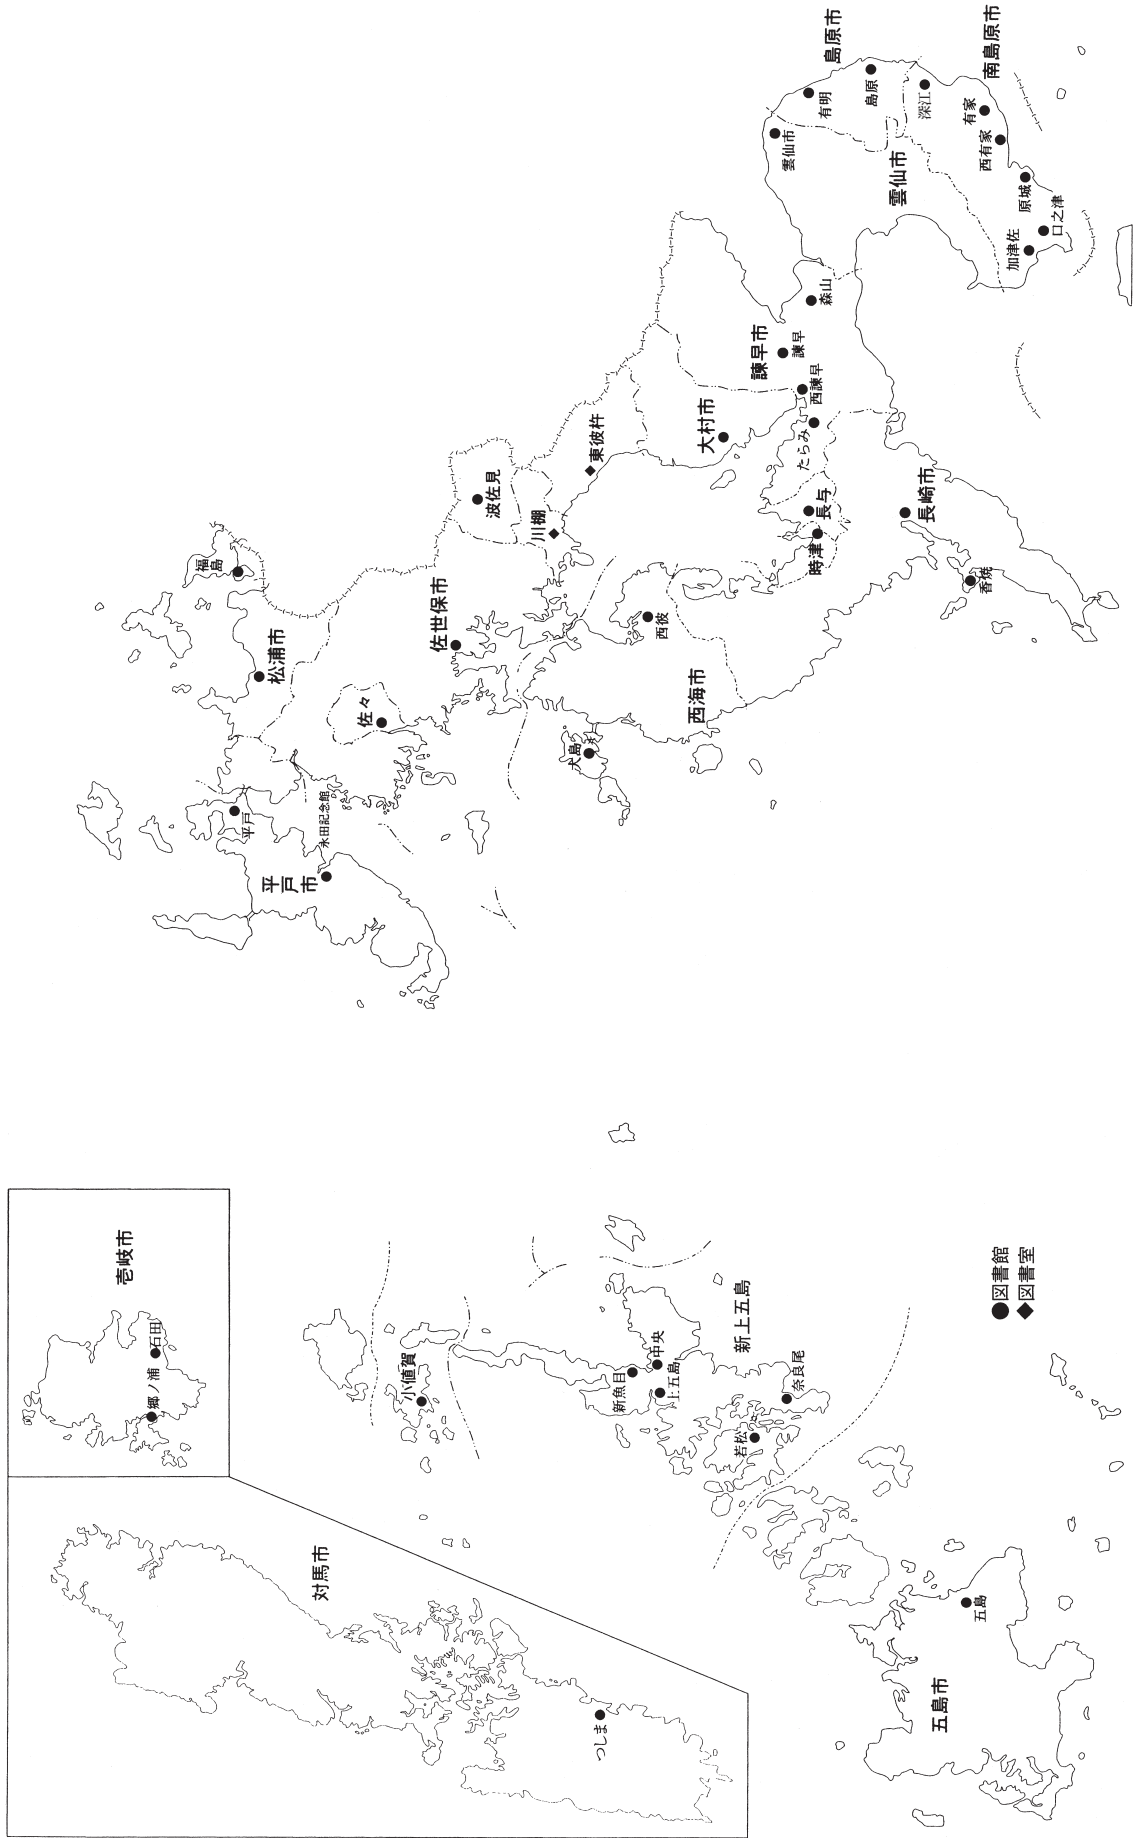 壱岐市
郷ノ浦
石田
対馬市
つしま
小値賀
新魚目
中央
上五島
新上五島
若松
奈良尾
五島市
五島
平戸市
平戸
永田記念館
松浦市
福島
佐々
佐世保市
波佐見
川棚
東彼杵
大島
西彼
西海市
大村市
諫早市
諫早
西諫早
森山
たらみ
長与
時津
長崎市
香焼
島原市
有明
島原
雲仙市
雲仙市
南島原市
深江
有家
西有家
原城
口之津
加津佐
●図書館
◆図書室